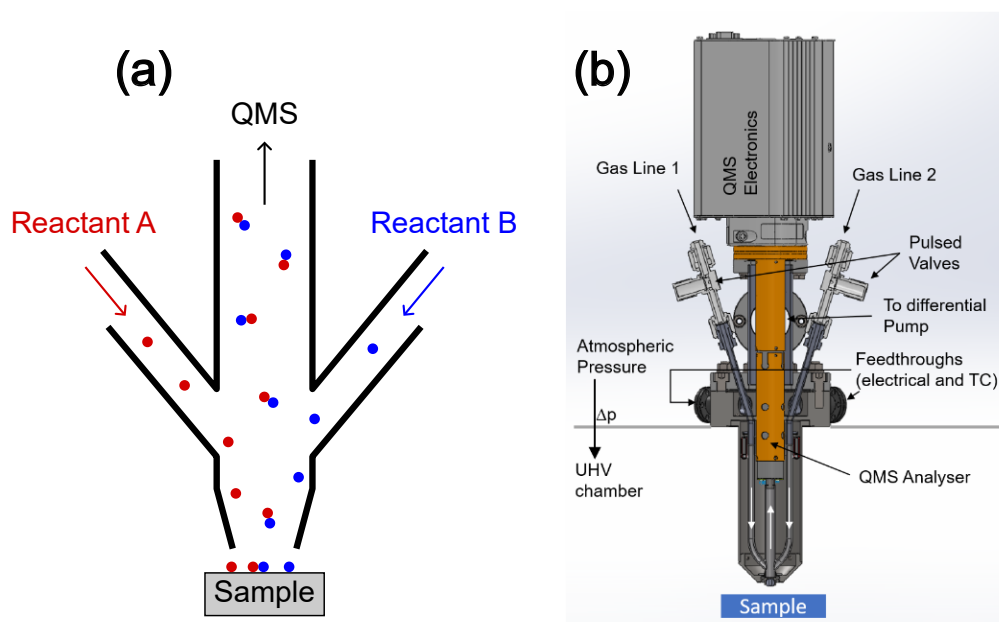 (a)
QMS
Reactant A
Reactant B
Sample
(b)
QMS
Electronics
Gas Line 1
Gas Line 2
Pulsed
Valves
To differential
Pump
Atmospheric
Pressure
Feedthroughs
(electrical and TC)
Δp
UHV
chamber
QMS Analyser
Sample